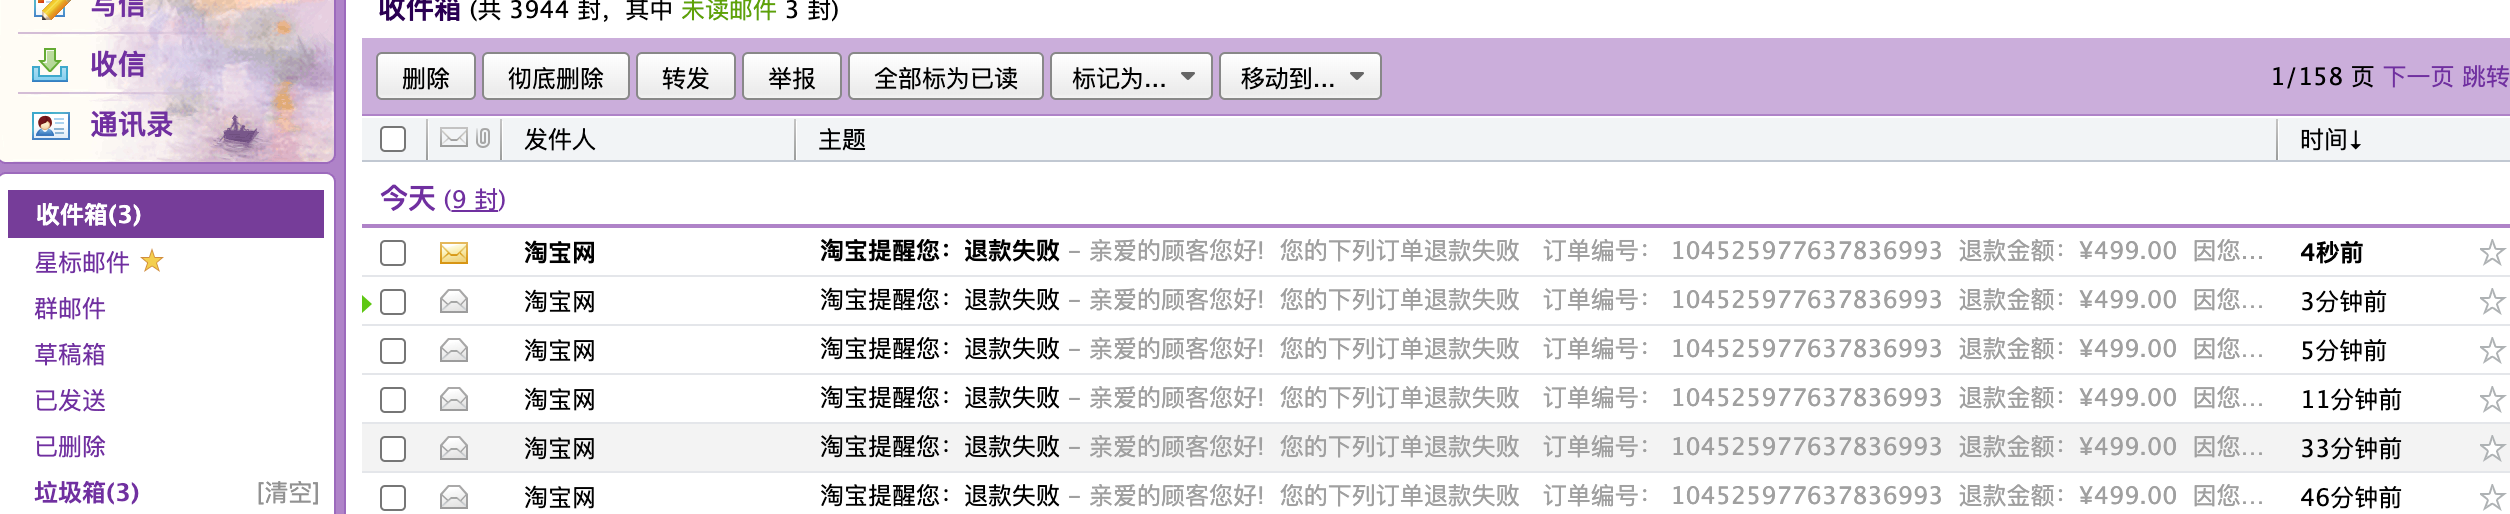 写信
收信
通讯录
收件箱(3)
星标邮件
群邮件
草稿箱
已发送
已删除
垃圾箱(3) [清空]
收件箱 (共 3944 封，其中 未读邮件 3 封)
删除 彻底删除 转发 举报 全部标为已读 标记为... 移动到... 1/158 页 下一页 跳转
发件人 主题 时间↓
今天 (9 封)
淘宝网 淘宝提醒您：退款失败 – 亲爱的顾客您好！您的下列订单退款失败 订单编号： 104525977637836993 退款金额：¥499.00 因您... 4秒前
淘宝网 淘宝提醒您：退款失败 – 亲爱的顾客您好！您的下列订单退款失败 订单编号： 104525977637836993 退款金额：¥499.00 因您... 3分钟前
淘宝网 淘宝提醒您：退款失败 – 亲爱的顾客您好！您的下列订单退款失败 订单编号： 104525977637836993 退款金额：¥499.00 因您... 5分钟前
淘宝网 淘宝提醒您：退款失败 – 亲爱的顾客您好！您的下列订单退款失败 订单编号： 104525977637836993 退款金额：¥499.00 因您... 11分钟前
淘宝网 淘宝提醒您：退款失败 – 亲爱的顾客您好！您的下列订单退款失败 订单编号： 104525977637836993 退款金额：¥499.00 因您... 33分钟前
淘宝网 淘宝提醒您：退款失败 – 亲爱的顾客您好！您的下列订单退款失败 订单编号： 104525977637836993 退款金额：¥499.00 因您... 46分钟前